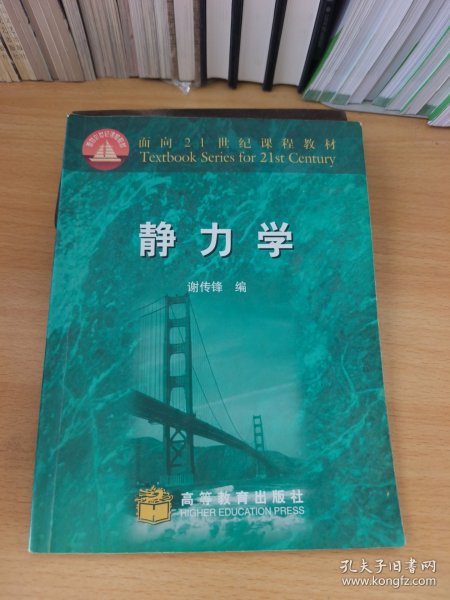 面向21世纪课程教材
Textbook Series for 21st Century
静力学
谢传锋 编
高等教育出版社
HIGHER EDUCATION PRESS
孔夫子旧书网
www.kongfz.com